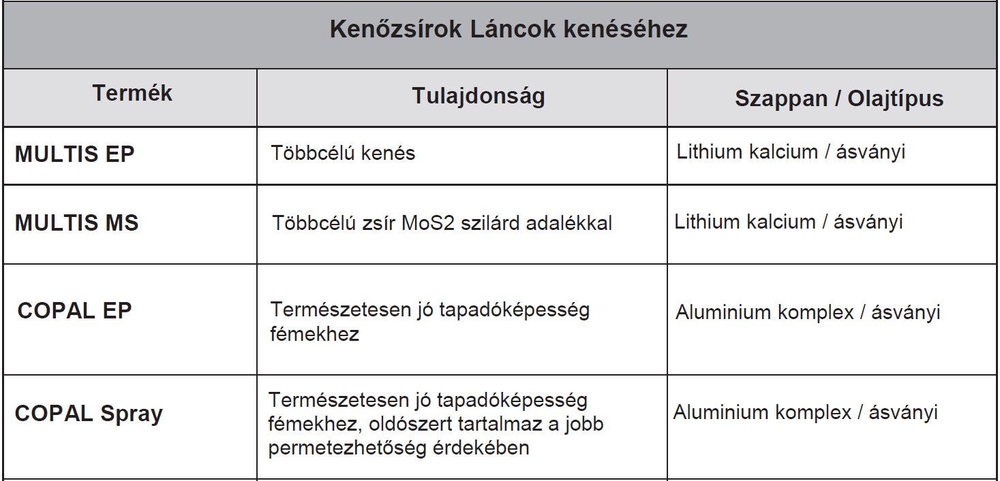 Kenőzsírok Láncok kenéséhez
Termék
Tulajdonság
Szappan / Olajtípus
MULTIS EP
Többcélú kenés
Lithium kalcium / ásványi
MULTIS MS
Többcélú zsír MoS2 szilárd adalékkal
Lithium kalcium / ásványi
COPAL EP
Természetesen jó tapadóképesség
fémekhez
Aluminium komplex / ásványi
COPAL Spray
Természetesen jó tapadóképesség
fémekhez, oldószert tartalmaz a jobb
permetezhetőség érdekében
Aluminium komplex / ásványi